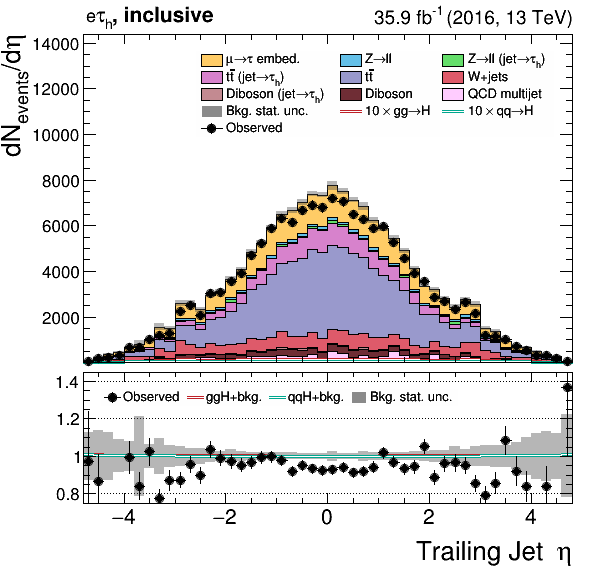 eτh, inclusive 35.9 fb⁻¹ (2016, 13 TeV)
dN_events/dη
14000
12000
10000
8000
6000
4000
2000
μ→τ embed. Z→ll Z→ll (jet→τh)
tt̄ (jet→τh) tt̄ W+jets
Diboson (jet→τh) Diboson QCD multijet
Bkg. stat. unc. 10 × gg→H 10 × qq→H
Observed
1.4
1.2
1
0.8
Observed ggH+bkg. qqH+bkg. Bkg. stat. unc.
−4 −2 0 2 4
Trailing Jet η